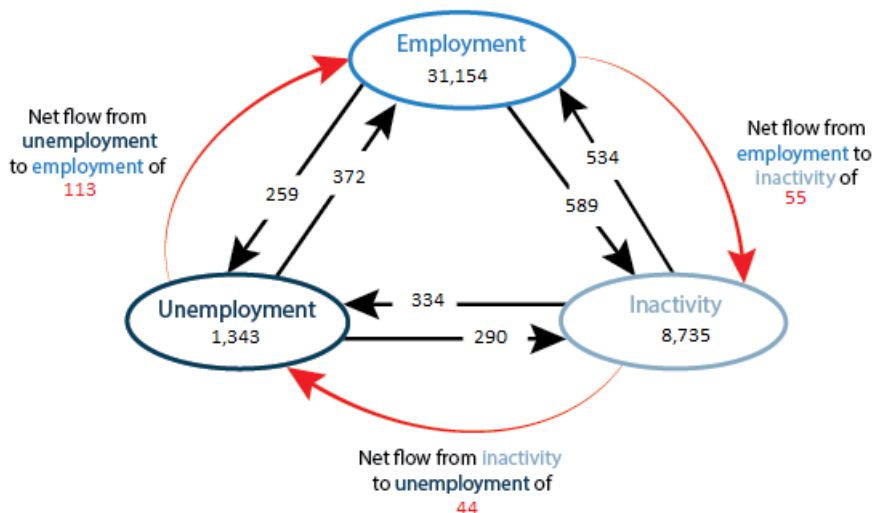 Employment
31,154
Net flow from
unemployment
to employment of
113
Net flow from
employment to
inactivity of
55
259
372
534
589
Unemployment
1,343
334
290
Inactivity
8,735
Net flow from inactivity
to unemployment of
44